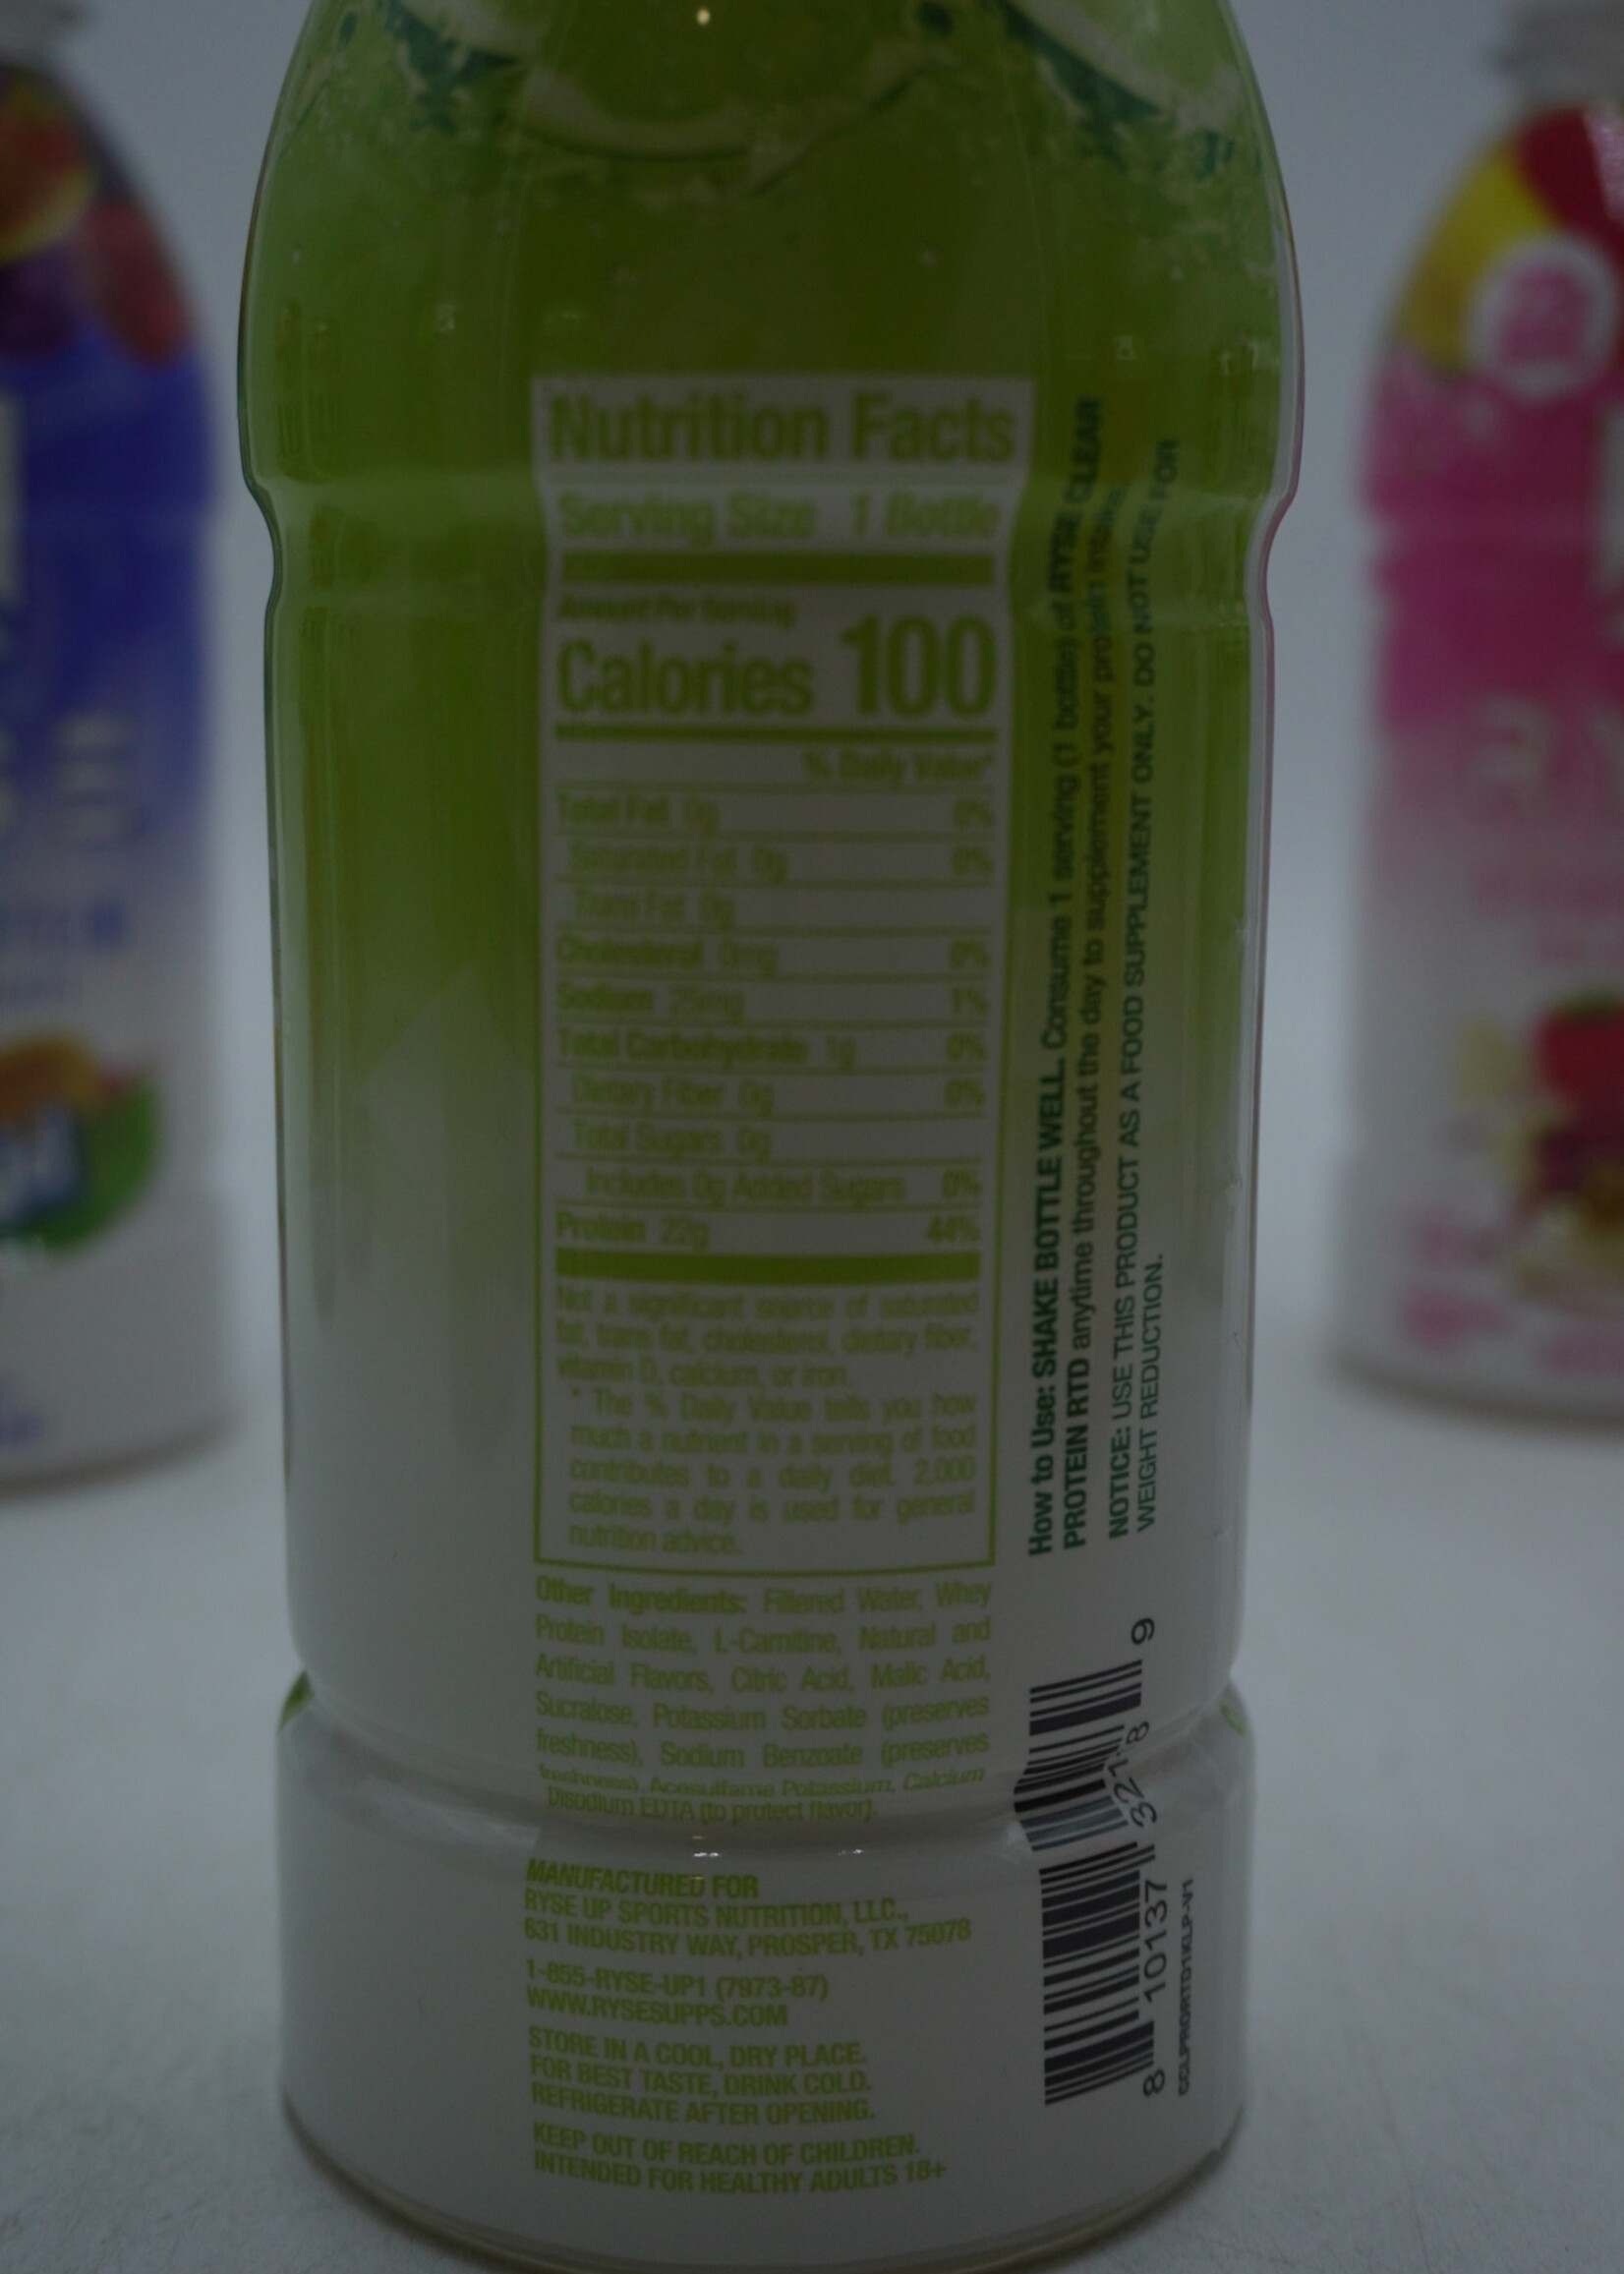 Nutrition Facts
Serving Size 1 Bottle
Amount Per Serving
Calories 100
% Daily Value*
Total Fat 0g 0%
Saturated Fat 0g 0%
Trans Fat 0g
Cholesterol 0mg 0%
Sodium 25mg 1%
Total Carbohydrate 1g 0%
Dietary Fiber 0g 0%
Total Sugars 0g
Includes 0g Added Sugars 0%
Protein 22g 44%
Not a significant source of saturated
fat, trans fat, cholesterol, dietary fiber,
vitamin D, calcium, or iron.
* The % Daily Value tells you how
much a nutrient in a serving of food
contributes to a daily diet. 2,000
calories a day is used for general
nutrition advice.
Other Ingredients: Filtered Water, Whey
Protein Isolate, L-Carnitine, Natural and
Artificial Flavors, Citric Acid, Malic Acid,
Sucralose, Potassium Sorbate (preserves
freshness), Sodium Benzoate (preserves
freshness), Acesulfame Potassium, Calcium
Disodium EDTA (to protect flavor).
MANUFACTURED FOR
RYSE UP SPORTS NUTRITION, LLC.,
631 INDUSTRY WAY, PROSPER, TX 75078
1-855-RYSE-UP1 (7973-87)
WWW.RYSESUPPS.COM
STORE IN A COOL, DRY PLACE.
FOR BEST TASTE, DRINK COLD.
REFRIGERATE AFTER OPENING.
KEEP OUT OF REACH OF CHILDREN.
INTENDED FOR HEALTHY ADULTS 18+
How to Use: SHAKE BOTTLE WELL. Consume 1 serving (1 bottle) of RYSE CLEAR
PROTEIN RTD anytime throughout the day to supplement your protein intake.
NOTICE: USE THIS PRODUCT AS A FOOD SUPPLEMENT ONLY. DO NOT USE FOR
WEIGHT REDUCTION.
8 10137 3218 9
CCLPRORTD1KLP-V1